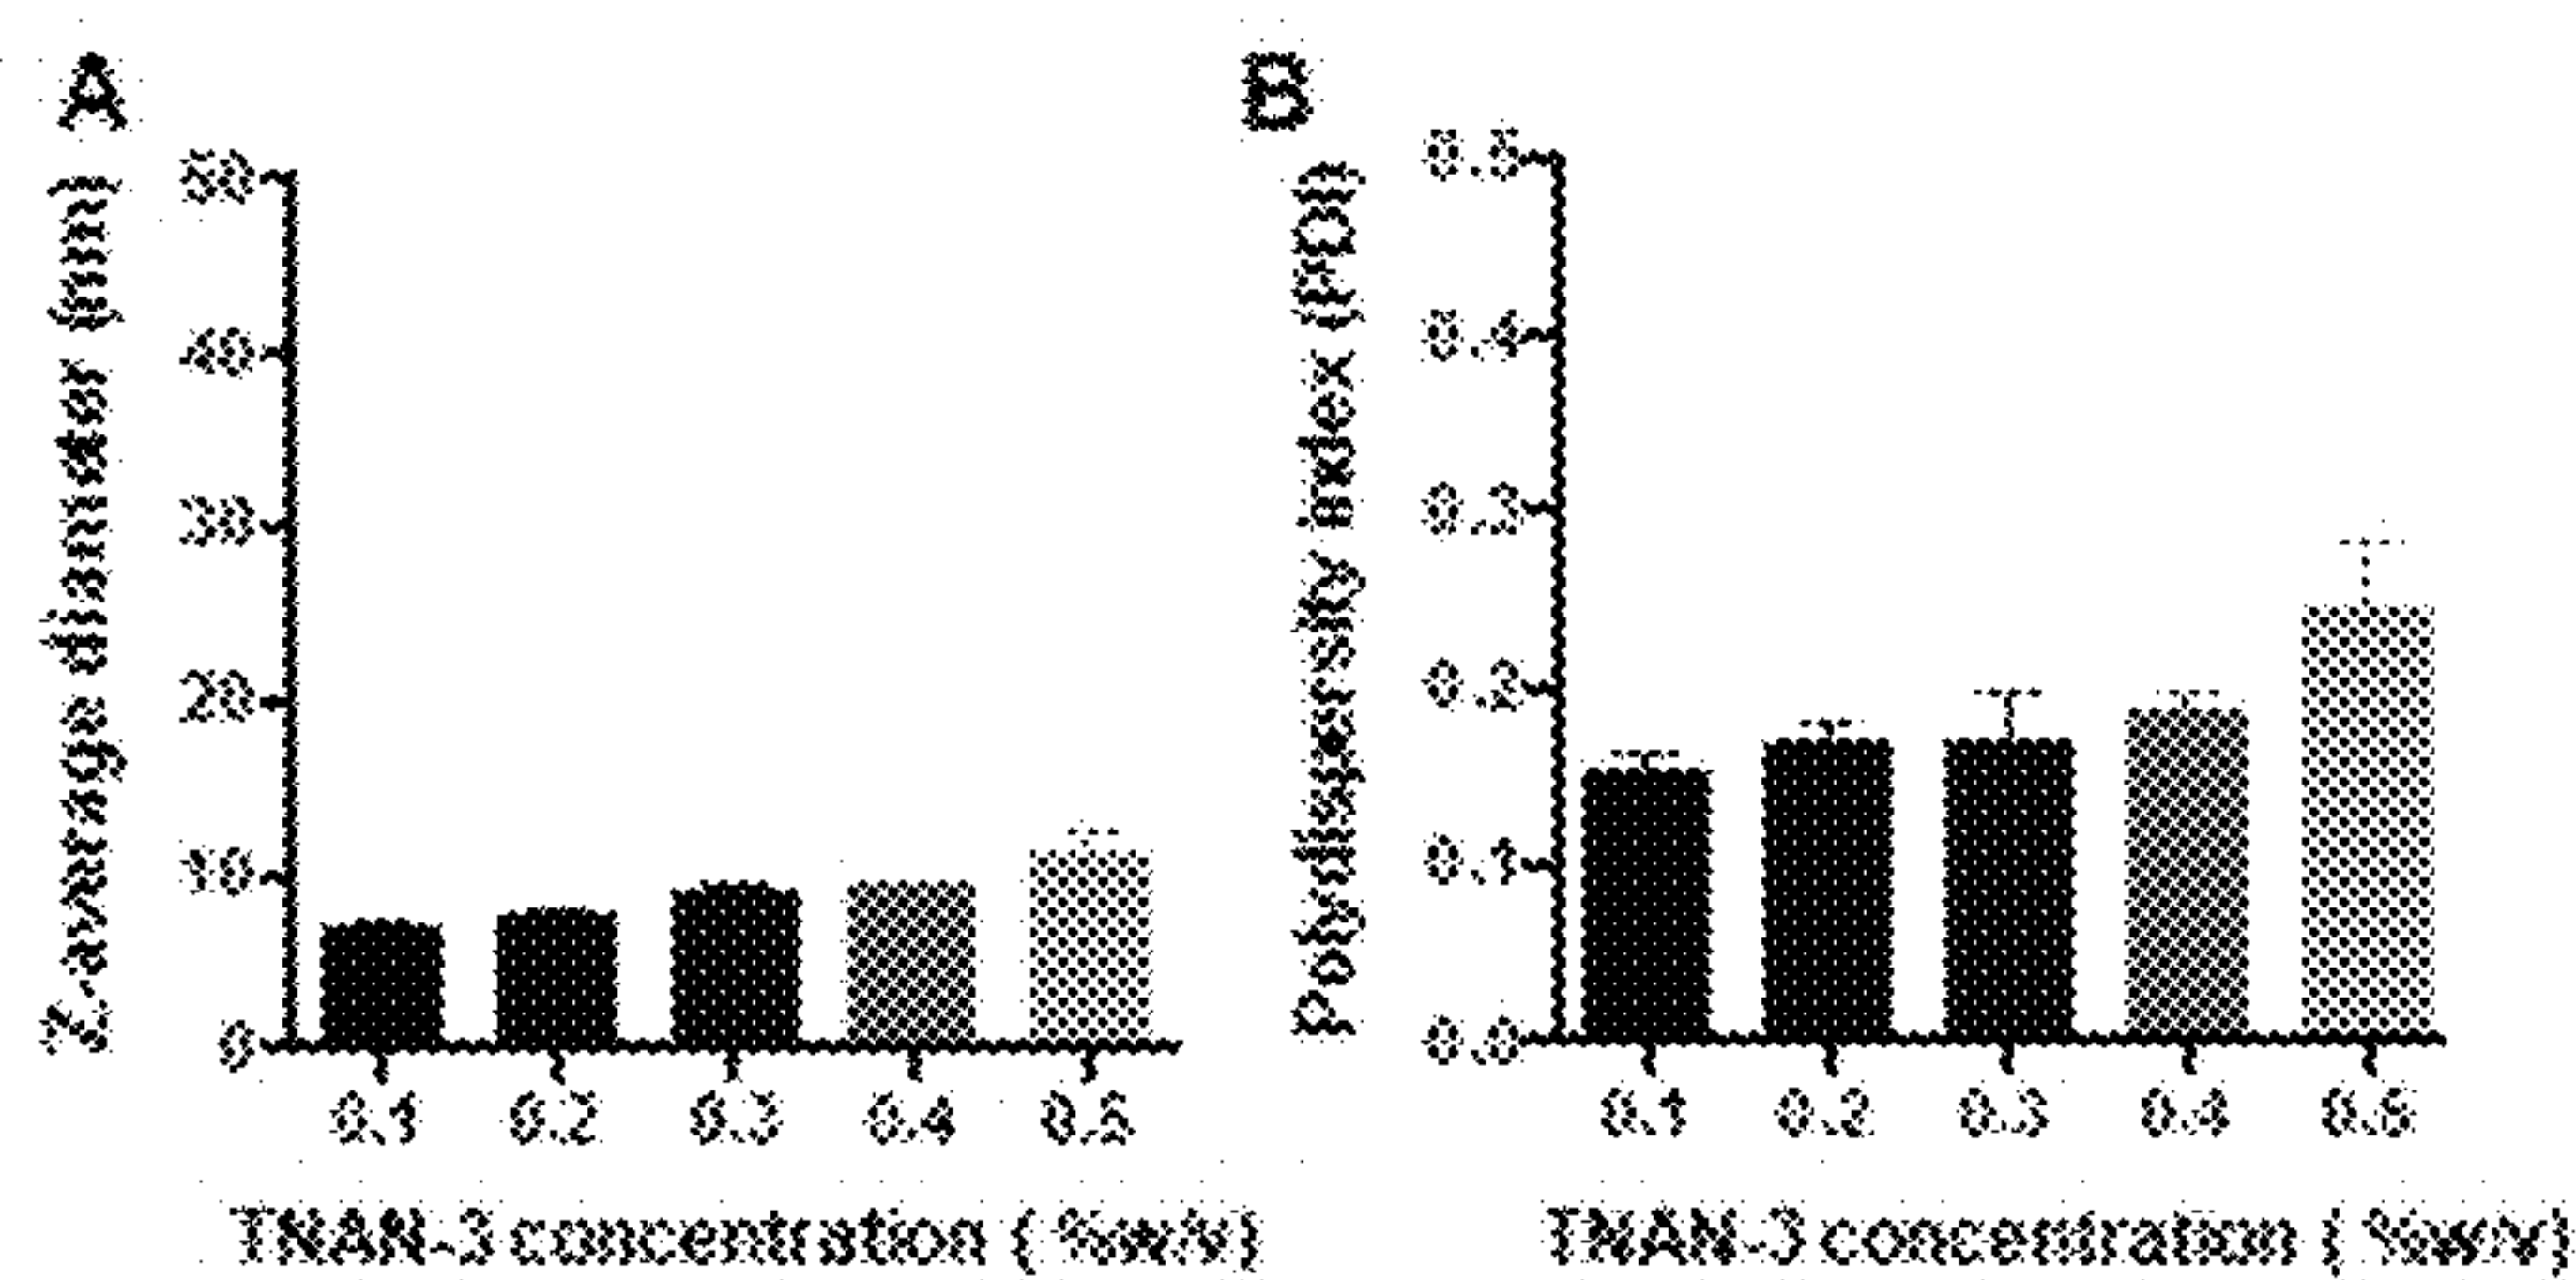 A
Z-average diameter (nm)
50
40
30
20
10
0
0.1 0.2 0.3 0.4 0.5
TNAN-3 concentration ( %w/v)
B
Polydispersity index (PDI)
0.5
0.4
0.3
0.2
0.1
0.0
0.1 0.2 0.3 0.4 0.5
TNAN-3 concentration ( %w/v)